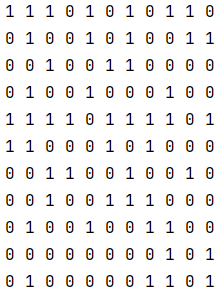 1 1 1 0 1 0 1 0 1 1 0
0 1 0 0 1 0 1 0 0 1 1
0 0 1 0 0 1 1 0 0 0 0
0 1 0 0 1 0 0 0 1 0 0
1 1 1 1 0 1 1 1 1 0 1
1 1 0 0 0 1 0 1 0 0 0
0 0 1 1 0 0 1 0 0 1 0
0 0 1 0 0 1 1 1 0 0 0
0 1 0 0 1 0 0 1 1 0 0
0 0 0 0 0 0 0 0 1 0 1
0 1 0 0 0 0 0 1 1 0 1